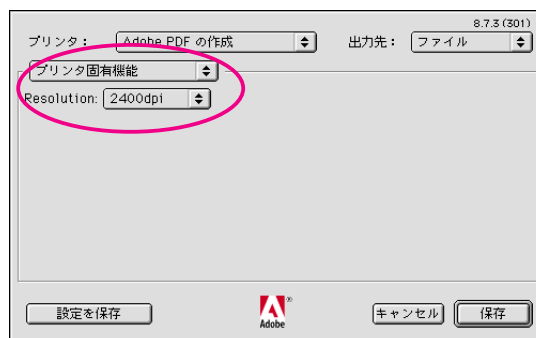 8.7.3 (301)
プリンタ： Adobe PDF の作成 出力先： ファイル
プリンタ固有機能
Resolution: 2400dpi
設定を保存 Adobe ® キャンセル 保存